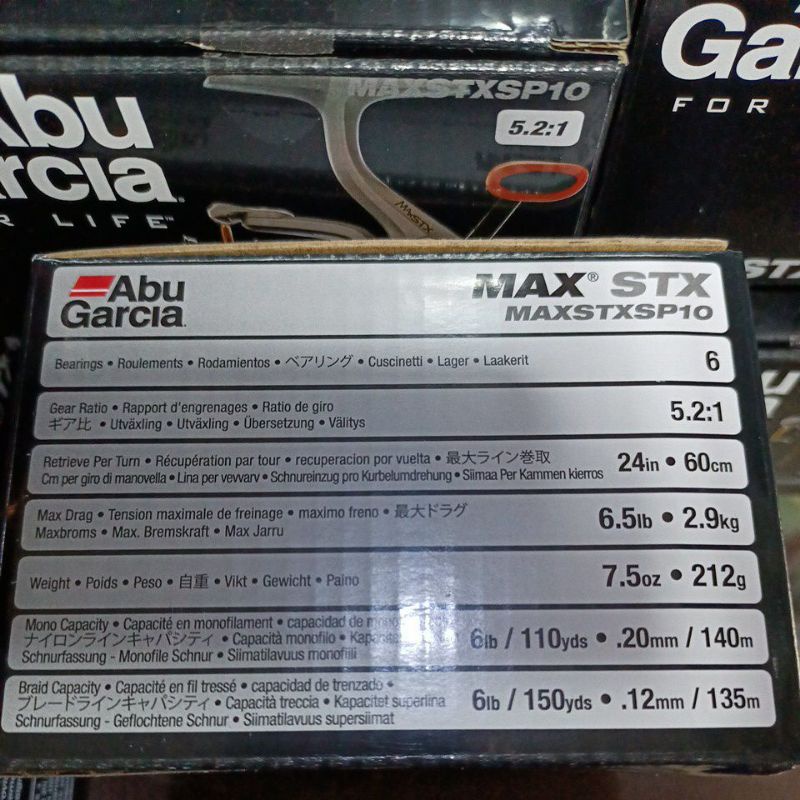 MAXSTXSP10
5.2:1
Abu
Garcia
R LIFE™
MAXSTX
Ga
FOR
STX
Abu
Garcia
MAX® STX
MAXSTXSP10
Bearings • Roulements • Rodamientos • ベアリング • Cuscinetti • Lager • Laakerit
6
Gear Ratio • Rapport d'engrenages • Ratio de giro
ギア比 • Utväxling • Utväxling • Übersetzung • Välitys
5.2:1
Retrieve Per Turn • Récupération par tour • recuperacion por vuelta • 最大ライン巻取
Cm per giro di manovella • Lina per vevvarv • Schnureinzug pro Kurbelumdrehung • Siimaa Per Kammen kierros
24in • 60cm
Max Drag • Tension maximale de freinage • maximo freno • 最大ドラグ
Maxbroms • Max. Bremskraft • Max Jarru
6.5lb • 2.9kg
Weight • Poids • Peso • 自重 • Vikt • Gewicht • Paino
7.5oz • 212g
Mono Capacity • Capacité en monofilament • capacidad de
ナイロンラインキャパシティ • Capacità monofilo •
Schnurfassung - Monofile Schnur • Siimatilavuus monofiili
6lb / 110yds • .20mm / 140m
Braid Capacity • Capacité en fil tressé • capacidad de trenzado •
ブレードラインキャパシティ • Capacità treccia • Kapacitet superlina
Schnurfassung - Geflochtene Schnur • Siimatilavuus supersiimat
6lb / 150yds • .12mm / 135m